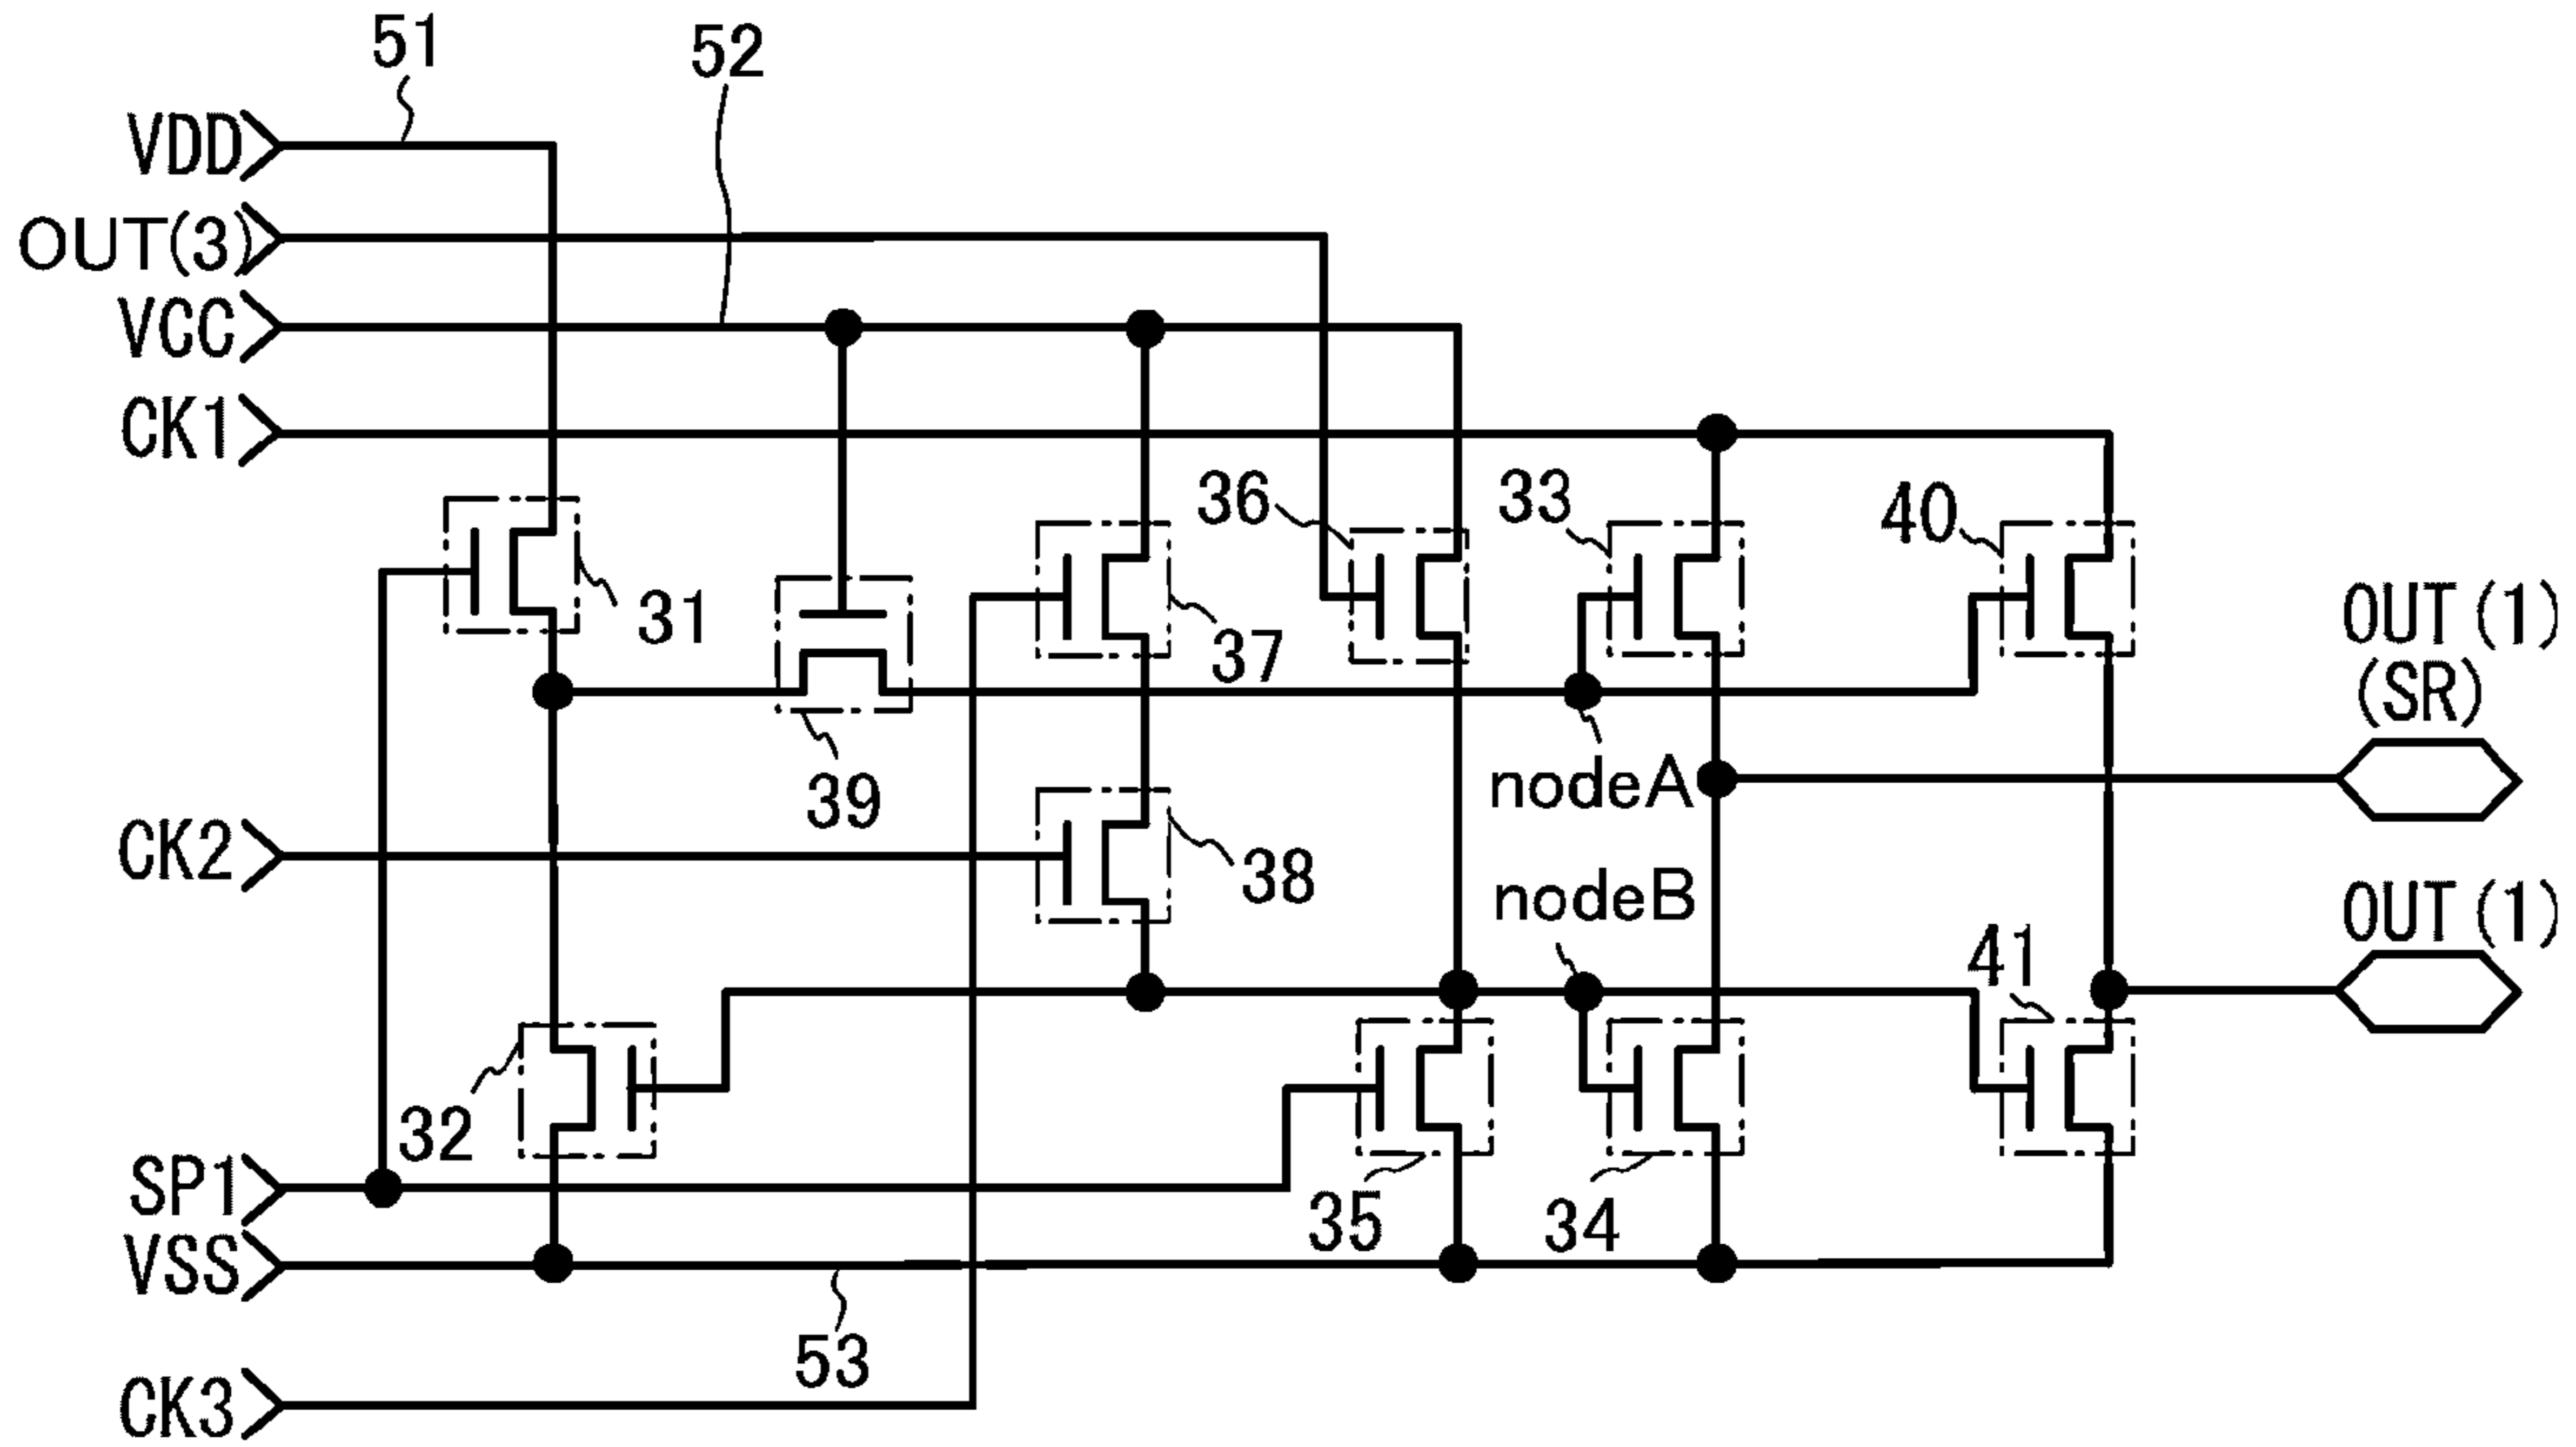 51
52
VDD
OUT(3)
VCC
CK1
36
33
40
31
37
OUT (1)
(SR)
39
nodeA
CK2
38
nodeB
OUT (1)
41
32
SP1
35
34
VSS
53
CK3